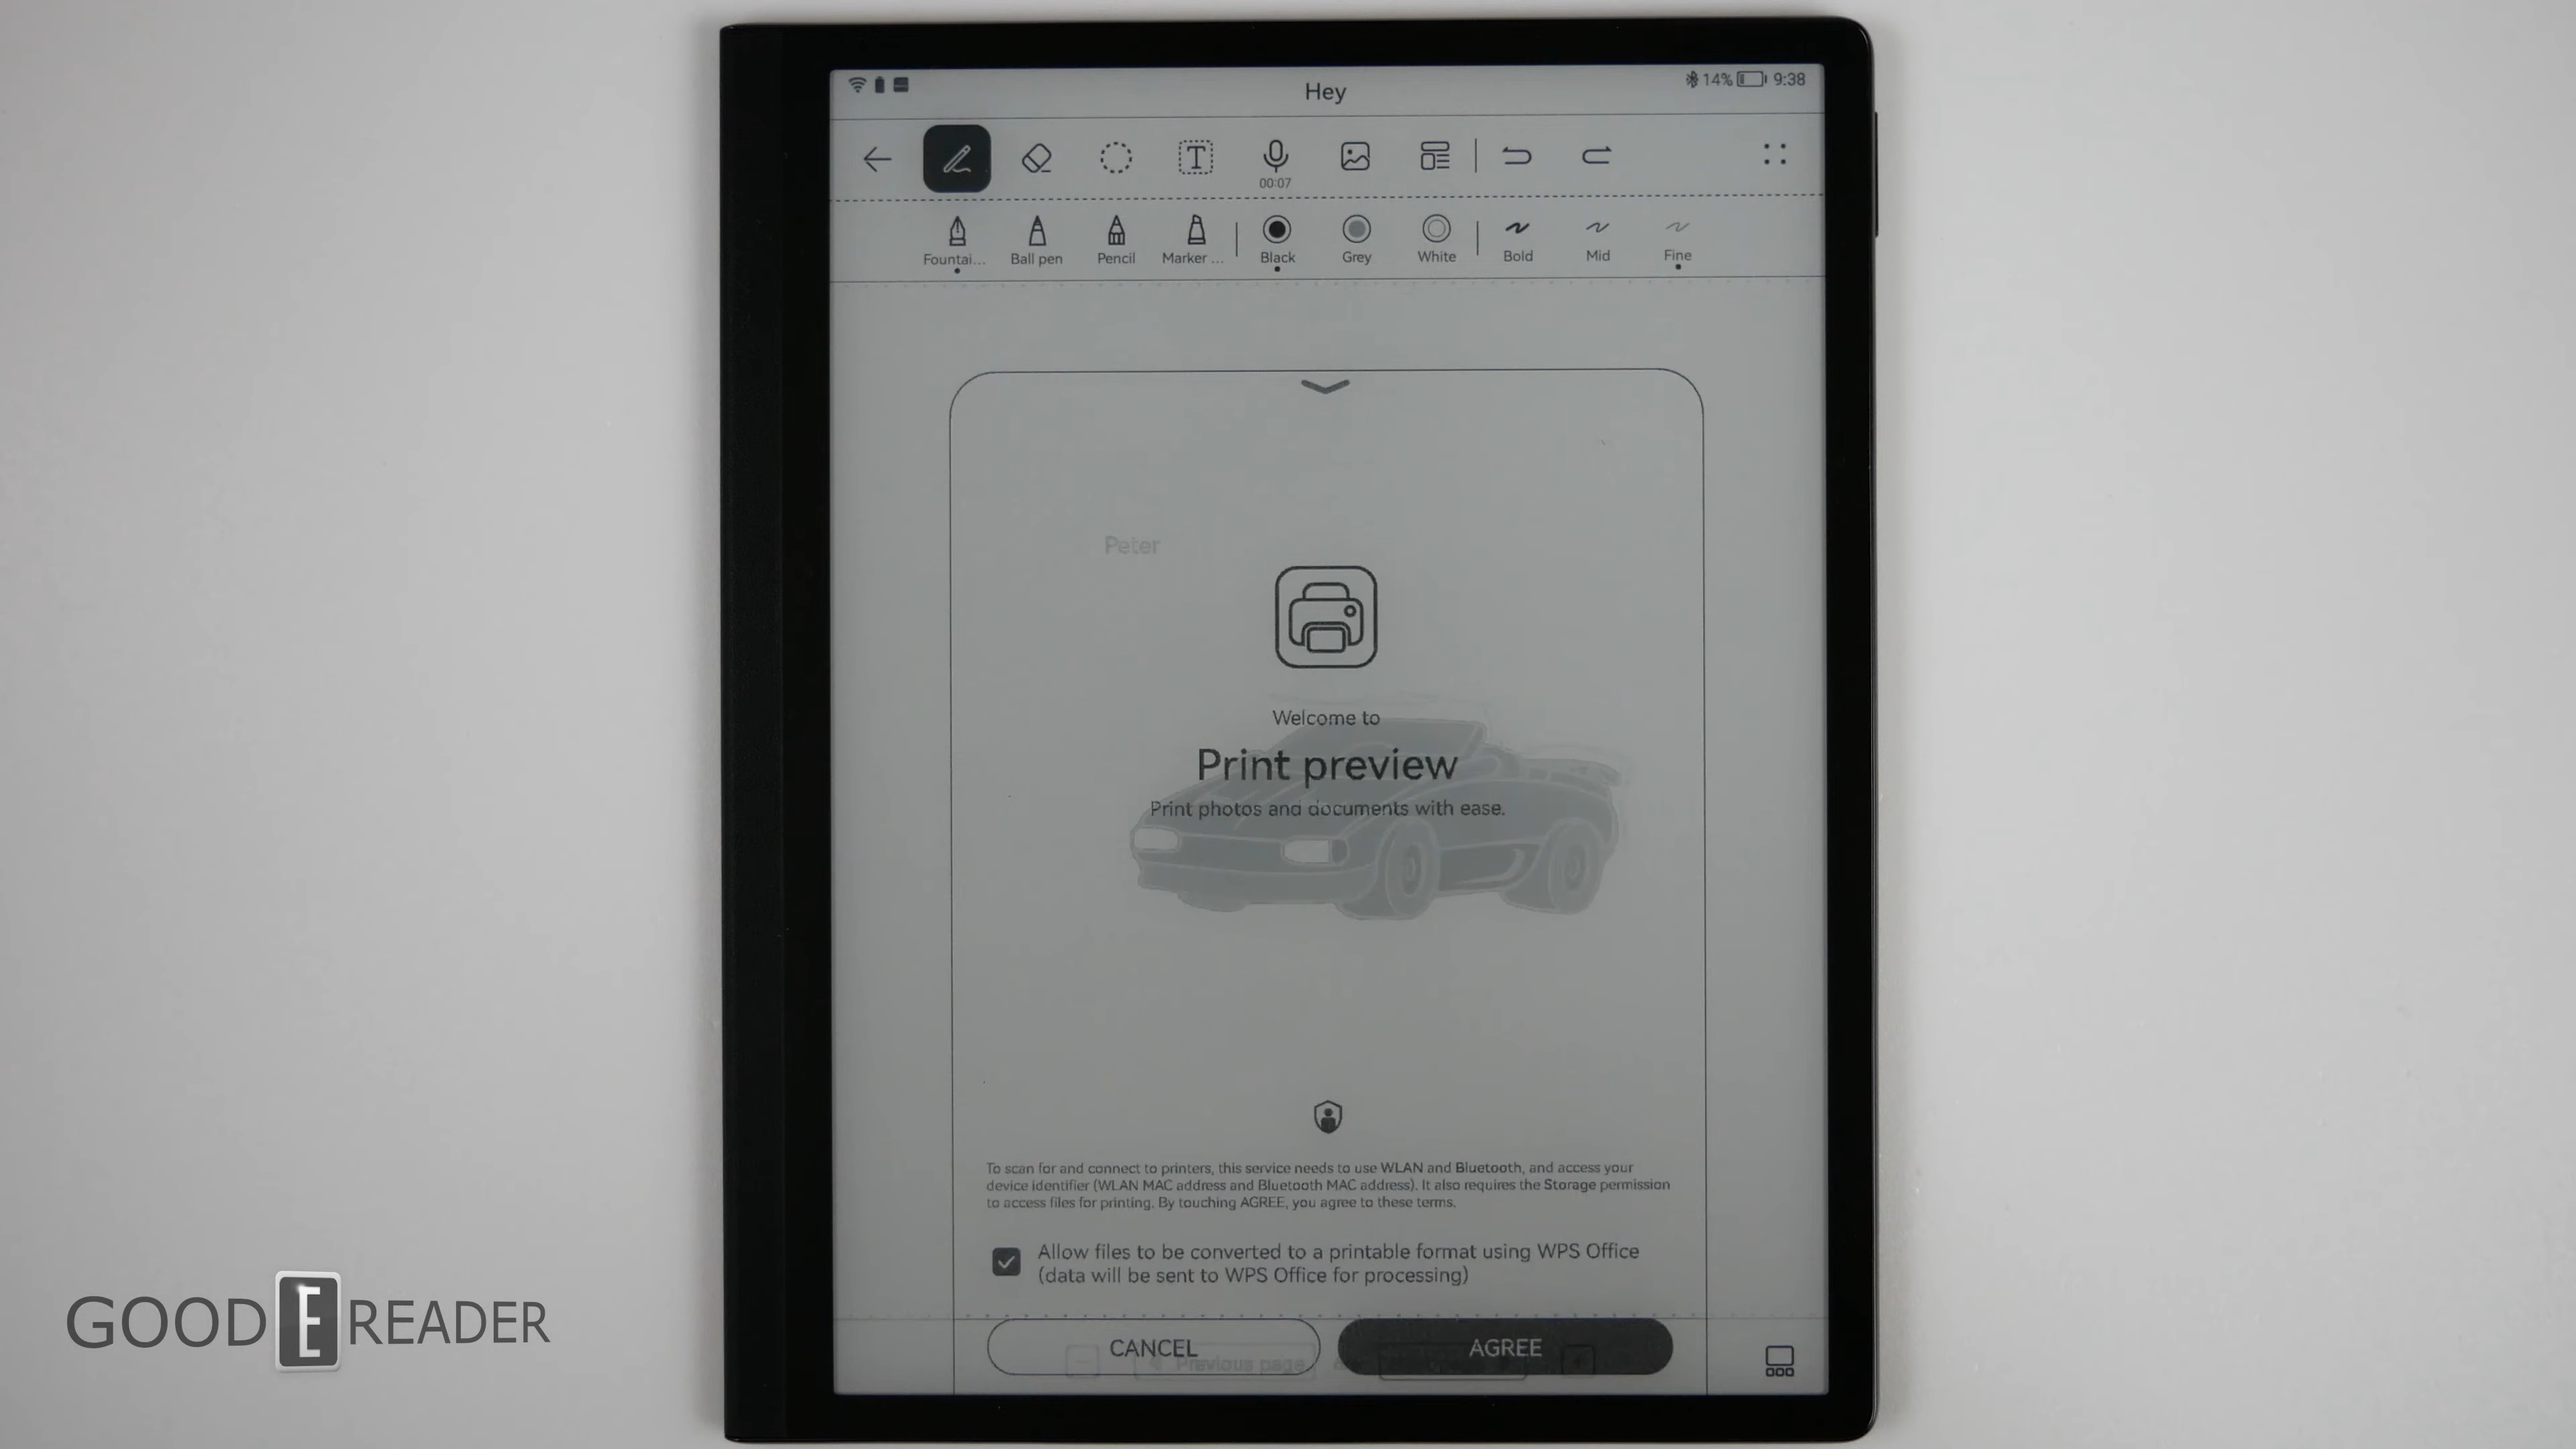 Hey
14% 9:38
00:07
Fountai... Ball pen Pencil Marker ... Black Grey White Bold Mid Fine
Peter
Welcome to
Print preview
Print photos and documents with ease.
To scan for and connect to printers, this service needs to use WLAN and Bluetooth, and access your
device identifier (WLAN MAC address and Bluetooth MAC address). It also requires the Storage permission
to access files for printing. By touching AGREE, you agree to these terms.
Allow files to be converted to a printable format using WPS Office
(data will be sent to WPS Office for processing)
CANCEL AGREE
Previous page
GOOD E READER